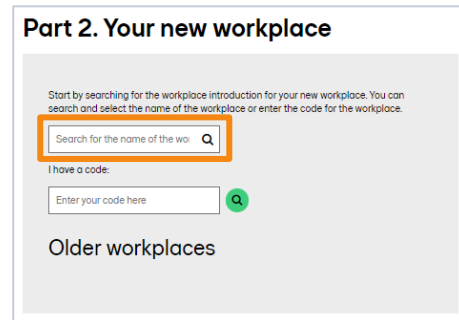 Part 2. Your new workplace
Start by searching for the workplace introduction for your new workplace. You can
search and select the name of the workplace or enter the code for the workplace.
Search for the name of the wo
I have a code:
Enter your code here
Older workplaces